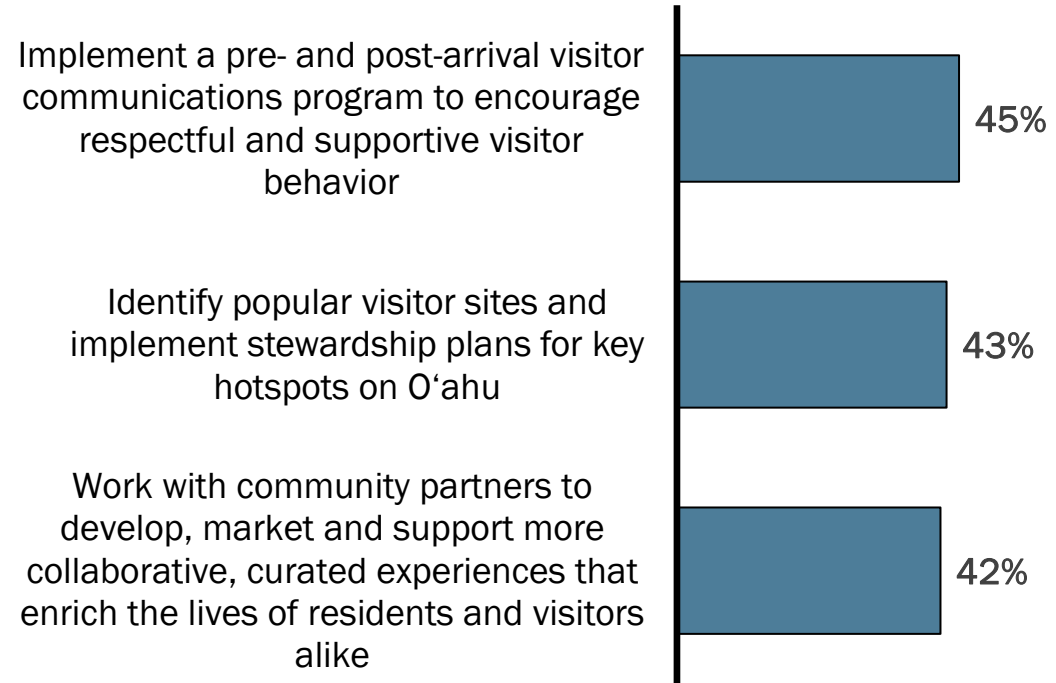 Implement a pre- and post-arrival visitor
communications program to encourage
respectful and supportive visitor
behavior
45%
Identify popular visitor sites and
implement stewardship plans for key
hotspots on Oʻahu
43%
Work with community partners to
develop, market and support more
collaborative, curated experiences that
enrich the lives of residents and visitors
alike
42%